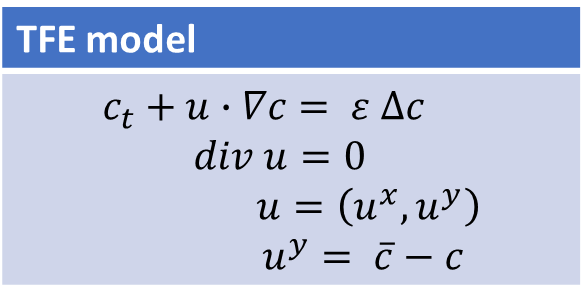 TFE model
c_t + u · ∇c = ε Δc
div u = 0
u = (u^x, u^y)
u^y = c̄ − c